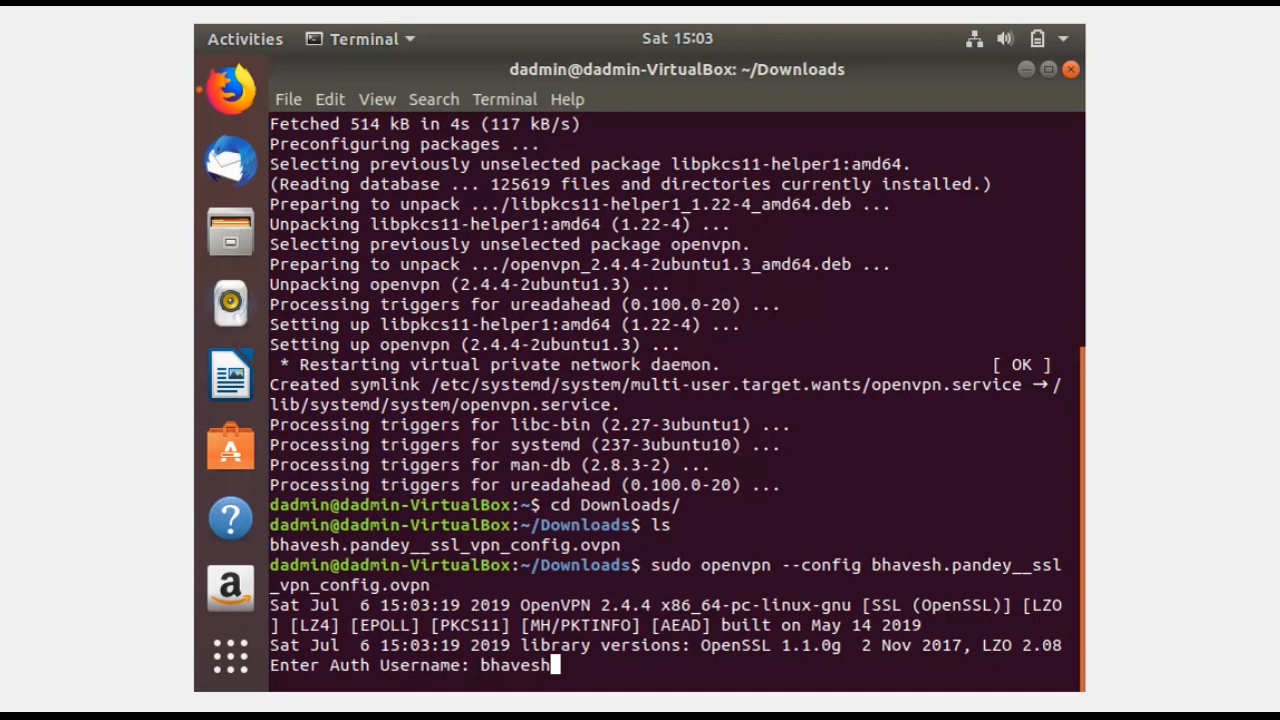 Activities Terminal Sat 15:03
dadmin@dadmin-VirtualBox: ~/Downloads
File Edit View Search Terminal Help
Fetched 514 kB in 4s (117 kB/s)
Preconfiguring packages ...
Selecting previously unselected package libpkcs11-helper1:amd64.
(Reading database ... 125619 files and directories currently installed.)
Preparing to unpack .../libpkcs11-helper1_1.22-4_amd64.deb ...
Unpacking libpkcs11-helper1:amd64 (1.22-4) ...
Selecting previously unselected package openvpn.
Preparing to unpack .../openvpn_2.4.4-2ubuntu1.3_amd64.deb ...
Unpacking openvpn (2.4.4-2ubuntu1.3) ...
Processing triggers for ureadahead (0.100.0-20) ...
Setting up libpkcs11-helper1:amd64 (1.22-4) ...
Setting up openvpn (2.4.4-2ubuntu1.3) ...
 * Restarting virtual private network daemon. [ OK ]
Created symlink /etc/systemd/system/multi-user.target.wants/openvpn.service → /
lib/systemd/system/openvpn.service.
Processing triggers for libc-bin (2.27-3ubuntu1) ...
Processing triggers for systemd (237-3ubuntu10) ...
Processing triggers for man-db (2.8.3-2) ...
Processing triggers for ureadahead (0.100.0-20) ...
dadmin@dadmin-VirtualBox:~$ cd Downloads/
dadmin@dadmin-VirtualBox:~/Downloads$ ls
bhavesh.pandey__ssl_vpn_config.ovpn
dadmin@dadmin-VirtualBox:~/Downloads$ sudo openvpn --config bhavesh.pandey__ssl
_vpn_config.ovpn
Sat Jul  6 15:03:19 2019 OpenVPN 2.4.4 x86_64-pc-linux-gnu [SSL (OpenSSL)] [LZO
] [LZ4] [EPOLL] [PKCS11] [MH/PKTINFO] [AEAD] built on May 14 2019
Sat Jul  6 15:03:19 2019 library versions: OpenSSL 1.1.0g  2 Nov 2017, LZO 2.08
Enter Auth Username: bhavesh